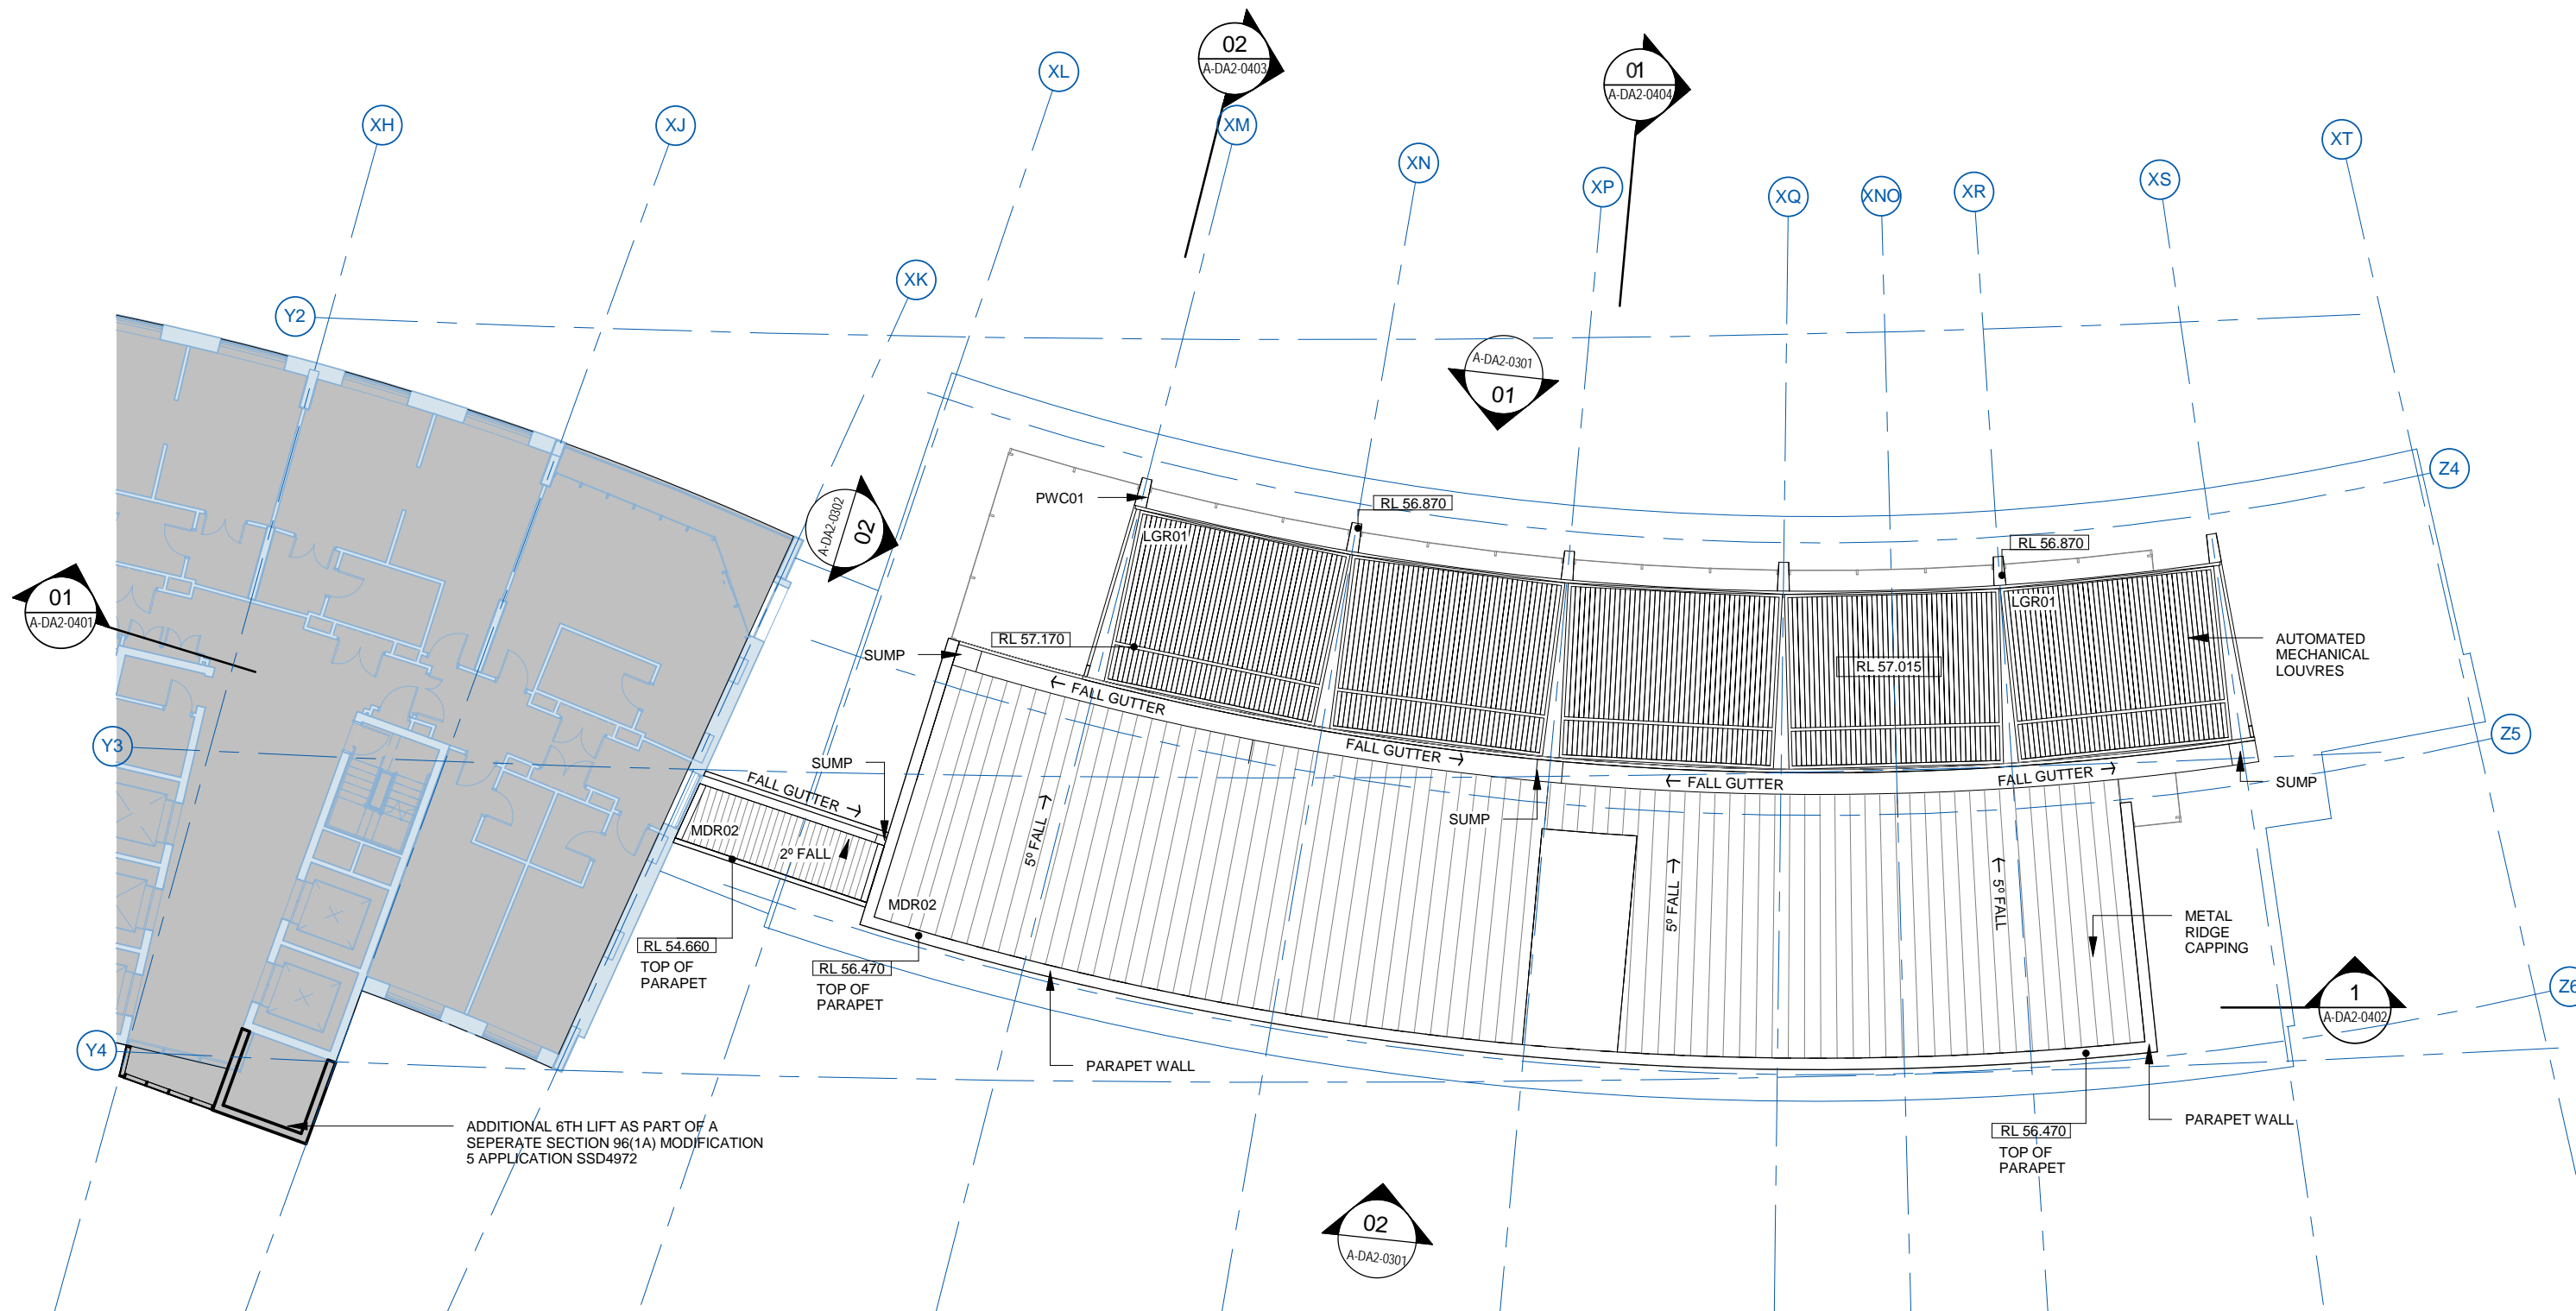 02
A-DA2-0403
01
A-DA2-0404
XL
XH
XJ
XM
XN
XP
XQ
XNO
XR
XS
XT
XK
Y2
A-DA2-0301
01
Z4
A-DA2-0302
02
PWC01
RL 56.870
LGR01
RL 56.870
LGR01
01
A-DA2-0401
RL 57.170
SUMP
RL 57.015
AUTOMATED
MECHANICAL
LOUVRES
← FALL GUTTER
Y3
SUMP
FALL GUTTER →
FALL GUTTER →
← FALL GUTTER
FALL GUTTER →
SUMP
Z5
SUMP
MDR02
2º FALL
5º FALL →
5º FALL →
5º FALL →
MDR02
METAL
RIDGE
CAPPING
RL 54.660
TOP OF
PARAPET
RL 56.470
TOP OF
PARAPET
Z6
1
A-DA2-0402
Y4
PARAPET WALL
ADDITIONAL 6TH LIFT AS PART OF A
SEPERATE SECTION 96(1A) MODIFICATION
5 APPLICATION SSD4972
RL 56.470
TOP OF
PARAPET
PARAPET WALL
02
A-DA2-0301